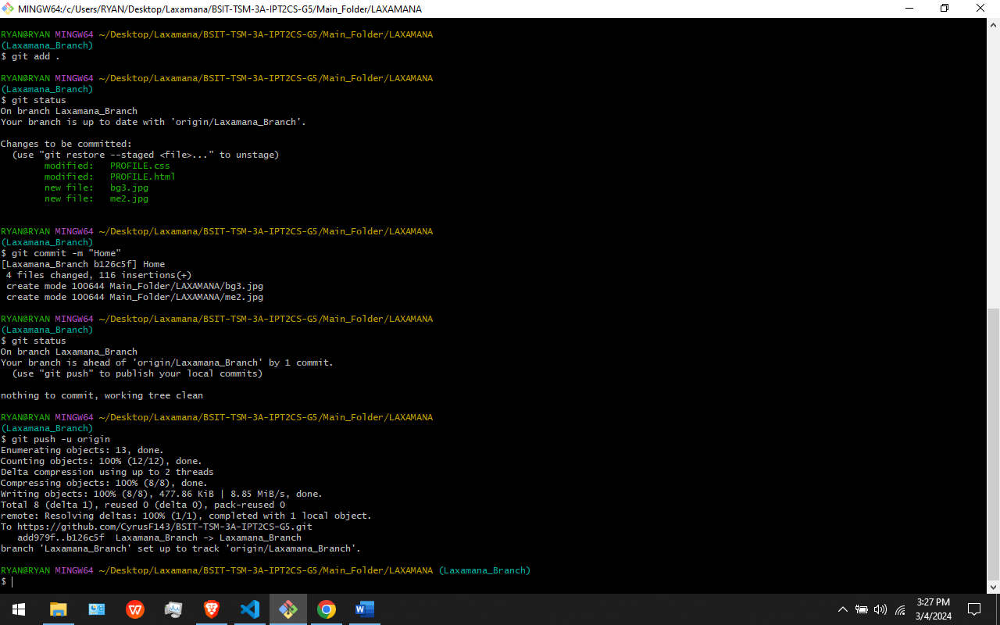 MINGW64:/c/Users/RYAN/Desktop/Laxamana/BSIT-TSM-3A-IPT2CS-G5/Main_Folder/LAXAMANA
RYAN@RYAN MINGW64 ~/Desktop/Laxamana/BSIT-TSM-3A-IPT2CS-G5/Main_Folder/LAXAMANA
(Laxamana_Branch)
$ git add .
RYAN@RYAN MINGW64 ~/Desktop/Laxamana/BSIT-TSM-3A-IPT2CS-G5/Main_Folder/LAXAMANA
(Laxamana_Branch)
$ git status
On branch Laxamana_Branch
Your branch is up to date with 'origin/Laxamana_Branch'.
Changes to be committed:
  (use "git restore --staged <file>..." to unstage)
        modified:   PROFILE.css
        modified:   PROFILE.html
        new file:   bg3.jpg
        new file:   me2.jpg
RYAN@RYAN MINGW64 ~/Desktop/Laxamana/BSIT-TSM-3A-IPT2CS-G5/Main_Folder/LAXAMANA
(Laxamana_Branch)
$ git commit -m "Home"
[Laxamana_Branch b126c5f] Home
 4 files changed, 116 insertions(+)
 create mode 100644 Main_Folder/LAXAMANA/bg3.jpg
 create mode 100644 Main_Folder/LAXAMANA/me2.jpg
RYAN@RYAN MINGW64 ~/Desktop/Laxamana/BSIT-TSM-3A-IPT2CS-G5/Main_Folder/LAXAMANA
(Laxamana_Branch)
$ git status
On branch Laxamana_Branch
Your branch is ahead of 'origin/Laxamana_Branch' by 1 commit.
  (use "git push" to publish your local commits)
nothing to commit, working tree clean
RYAN@RYAN MINGW64 ~/Desktop/Laxamana/BSIT-TSM-3A-IPT2CS-G5/Main_Folder/LAXAMANA
(Laxamana_Branch)
$ git push -u origin
Enumerating objects: 13, done.
Counting objects: 100% (12/12), done.
Delta compression using up to 2 threads
Compressing objects: 100% (8/8), done.
Writing objects: 100% (8/8), 477.86 KiB | 8.85 MiB/s, done.
Total 8 (delta 1), reused 0 (delta 0), pack-reused 0
remote: Resolving deltas: 100% (1/1), completed with 1 local object.
To https://github.com/CyrusF143/BSIT-TSM-3A-IPT2CS-G5.git
   add979f..b126c5f  Laxamana_Branch -> Laxamana_Branch
branch 'Laxamana_Branch' set up to track 'origin/Laxamana_Branch'.
RYAN@RYAN MINGW64 ~/Desktop/Laxamana/BSIT-TSM-3A-IPT2CS-G5/Main_Folder/LAXAMANA (Laxamana_Branch)
$
3:27 PM
3/4/2024